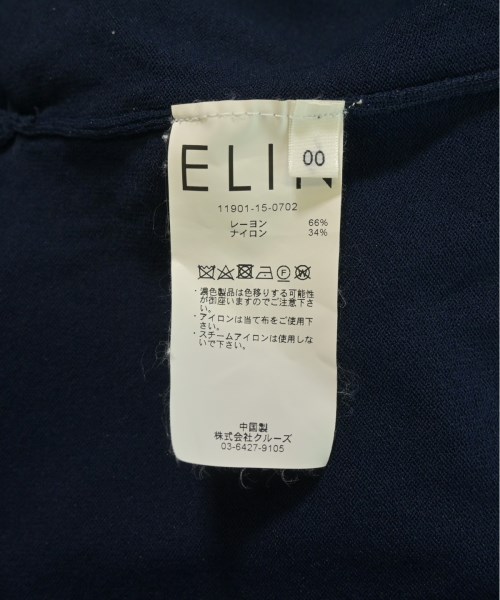 ELIN
00
11901-15-0702
レーヨン 66%
ナイロン 34%
・濃色製品は色移りする可能性
が御座いますのでご注意下
さい。
・アイロンは当て布をご使用下
さい。
・スチームアイロンは使用しな
いで下さい。
中国製
株式会社クルーズ
03-6427-9105